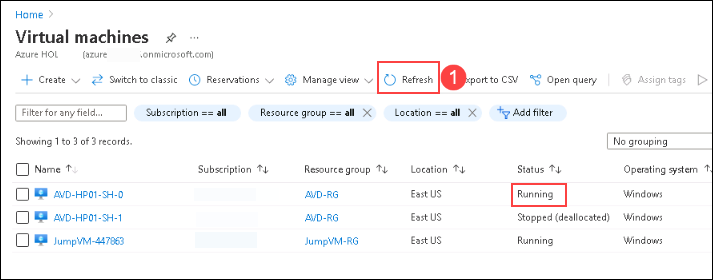 Home >
Virtual machines ...
Azure HOL (azure .onmicrosoft.com)
+ Create Switch to classic Reservations Manage view Refresh 1 Export to CSV Open query Assign tags
Filter for any field... Subscription == all Resource group == all Location == all Add filter
Showing 1 to 3 of 3 records. No grouping
Name Subscription Resource group Location Status Operating system
AVD-HP01-SH-0 AVD-RG East US Running Windows
AVD-HP01-SH-1 AVD-RG East US Stopped (deallocated) Windows
JumpVM-447863 JumpVM-RG East US Running Windows